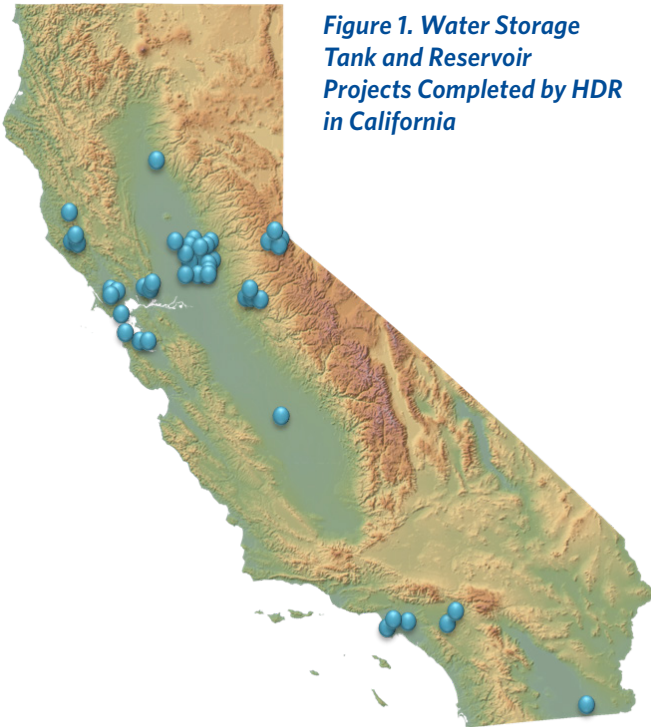 Figure 1. Water Storage
Tank and Reservoir
Projects Completed by HDR
in California